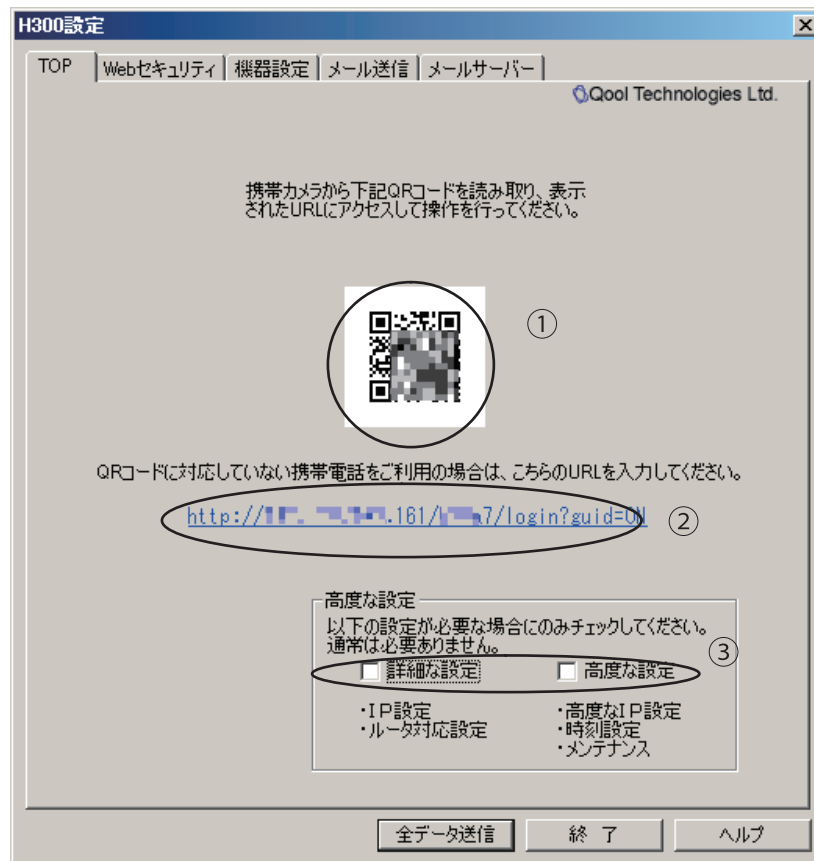 H300設定
TOP Webセキュリティ 機器設定 メール送信 メールサーバー
Qool Technologies Ltd.
携帯カメラから下記QRコードを読み取り、表示
されたURLにアクセスして操作を行ってください。
①
QRコードに対応していない携帯電話をご利用の場合は、こちらのURLを入力してください。
http:// .161/ 7/login?guid=ON ②
高度な設定
以下の設定が必要な場合にのみチェックしてください。
通常は必要ありません。
③
詳細な設定 高度な設定
・IP設定 ・高度なIP設定
・ルータ対応設定 ・時刻設定
・メンテナンス
全データ送信 終 了 ヘルプ